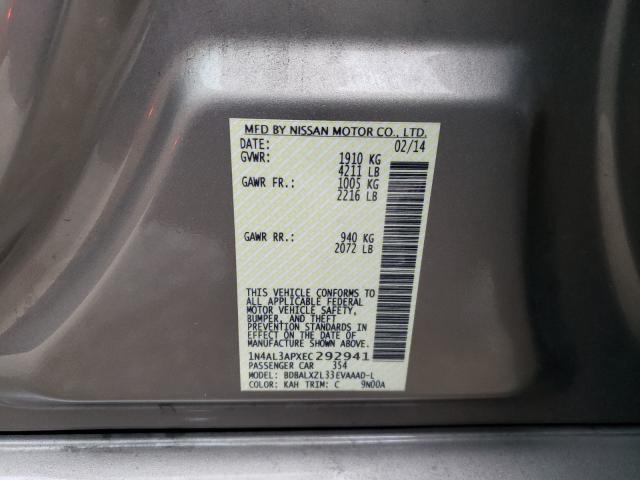 MFD BY NISSAN MOTOR CO., LTD.
DATE: 02/14
GVWR: 1910 KG
4211 LB
GAWR FR.: 1005 KG
2216 LB
GAWR RR.: 940 KG
2072 LB
THIS VEHICLE CONFORMS TO
ALL APPLICABLE FEDERAL
MOTOR VEHICLE SAFETY,
BUMPER, AND THEFT
PREVENTION STANDARDS IN
EFFECT ON THE DATE OF
MANUFACTURE SHOWN ABOVE.
1N4AL3APXEC292941
PASSENGER CAR 354
MODEL: BDBALXZL33EVAAAD-L
COLOR: KAH TRIM: C 9N00A